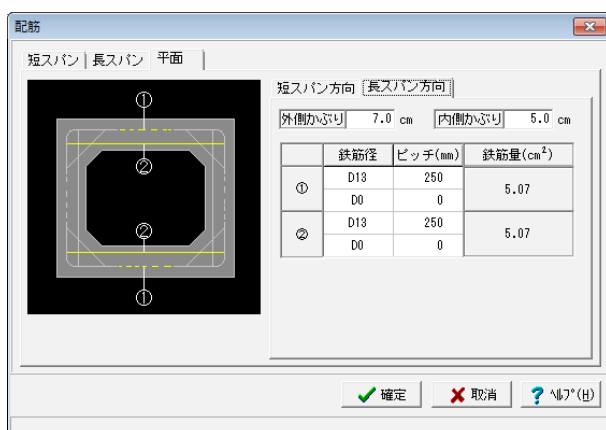 配筋
短スパン 長スパン 平面
①
②
②
①
短スパン方向 長スパン方向
外側かぶり 7.0 cm 内側かぶり 5.0 cm
鉄筋径 ピッチ(mm) 鉄筋量(cm²)
① D13 250 5.07
D0 0
② D13 250 5.07
D0 0
確定 取消 ? ﾍﾙﾌﾟ(H)